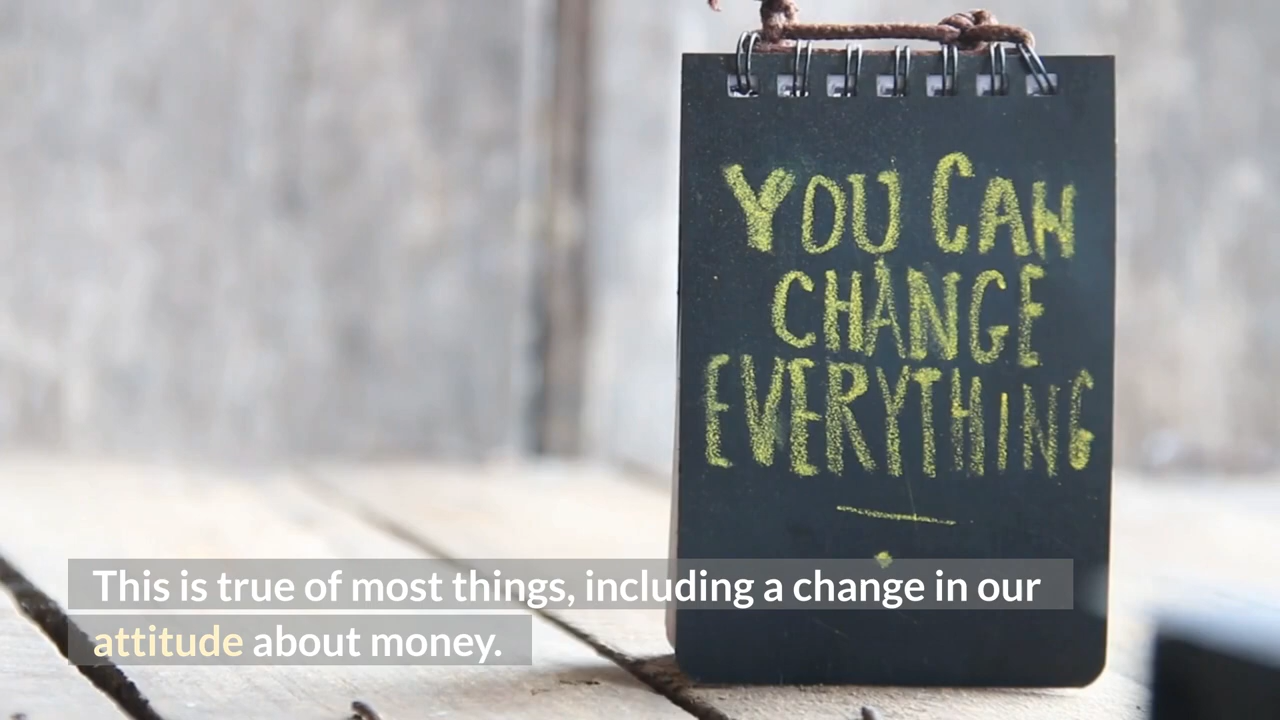 YOU CAN
CHANGE
EVERYTHING
This is true of most things, including a change in our
attitude about money.